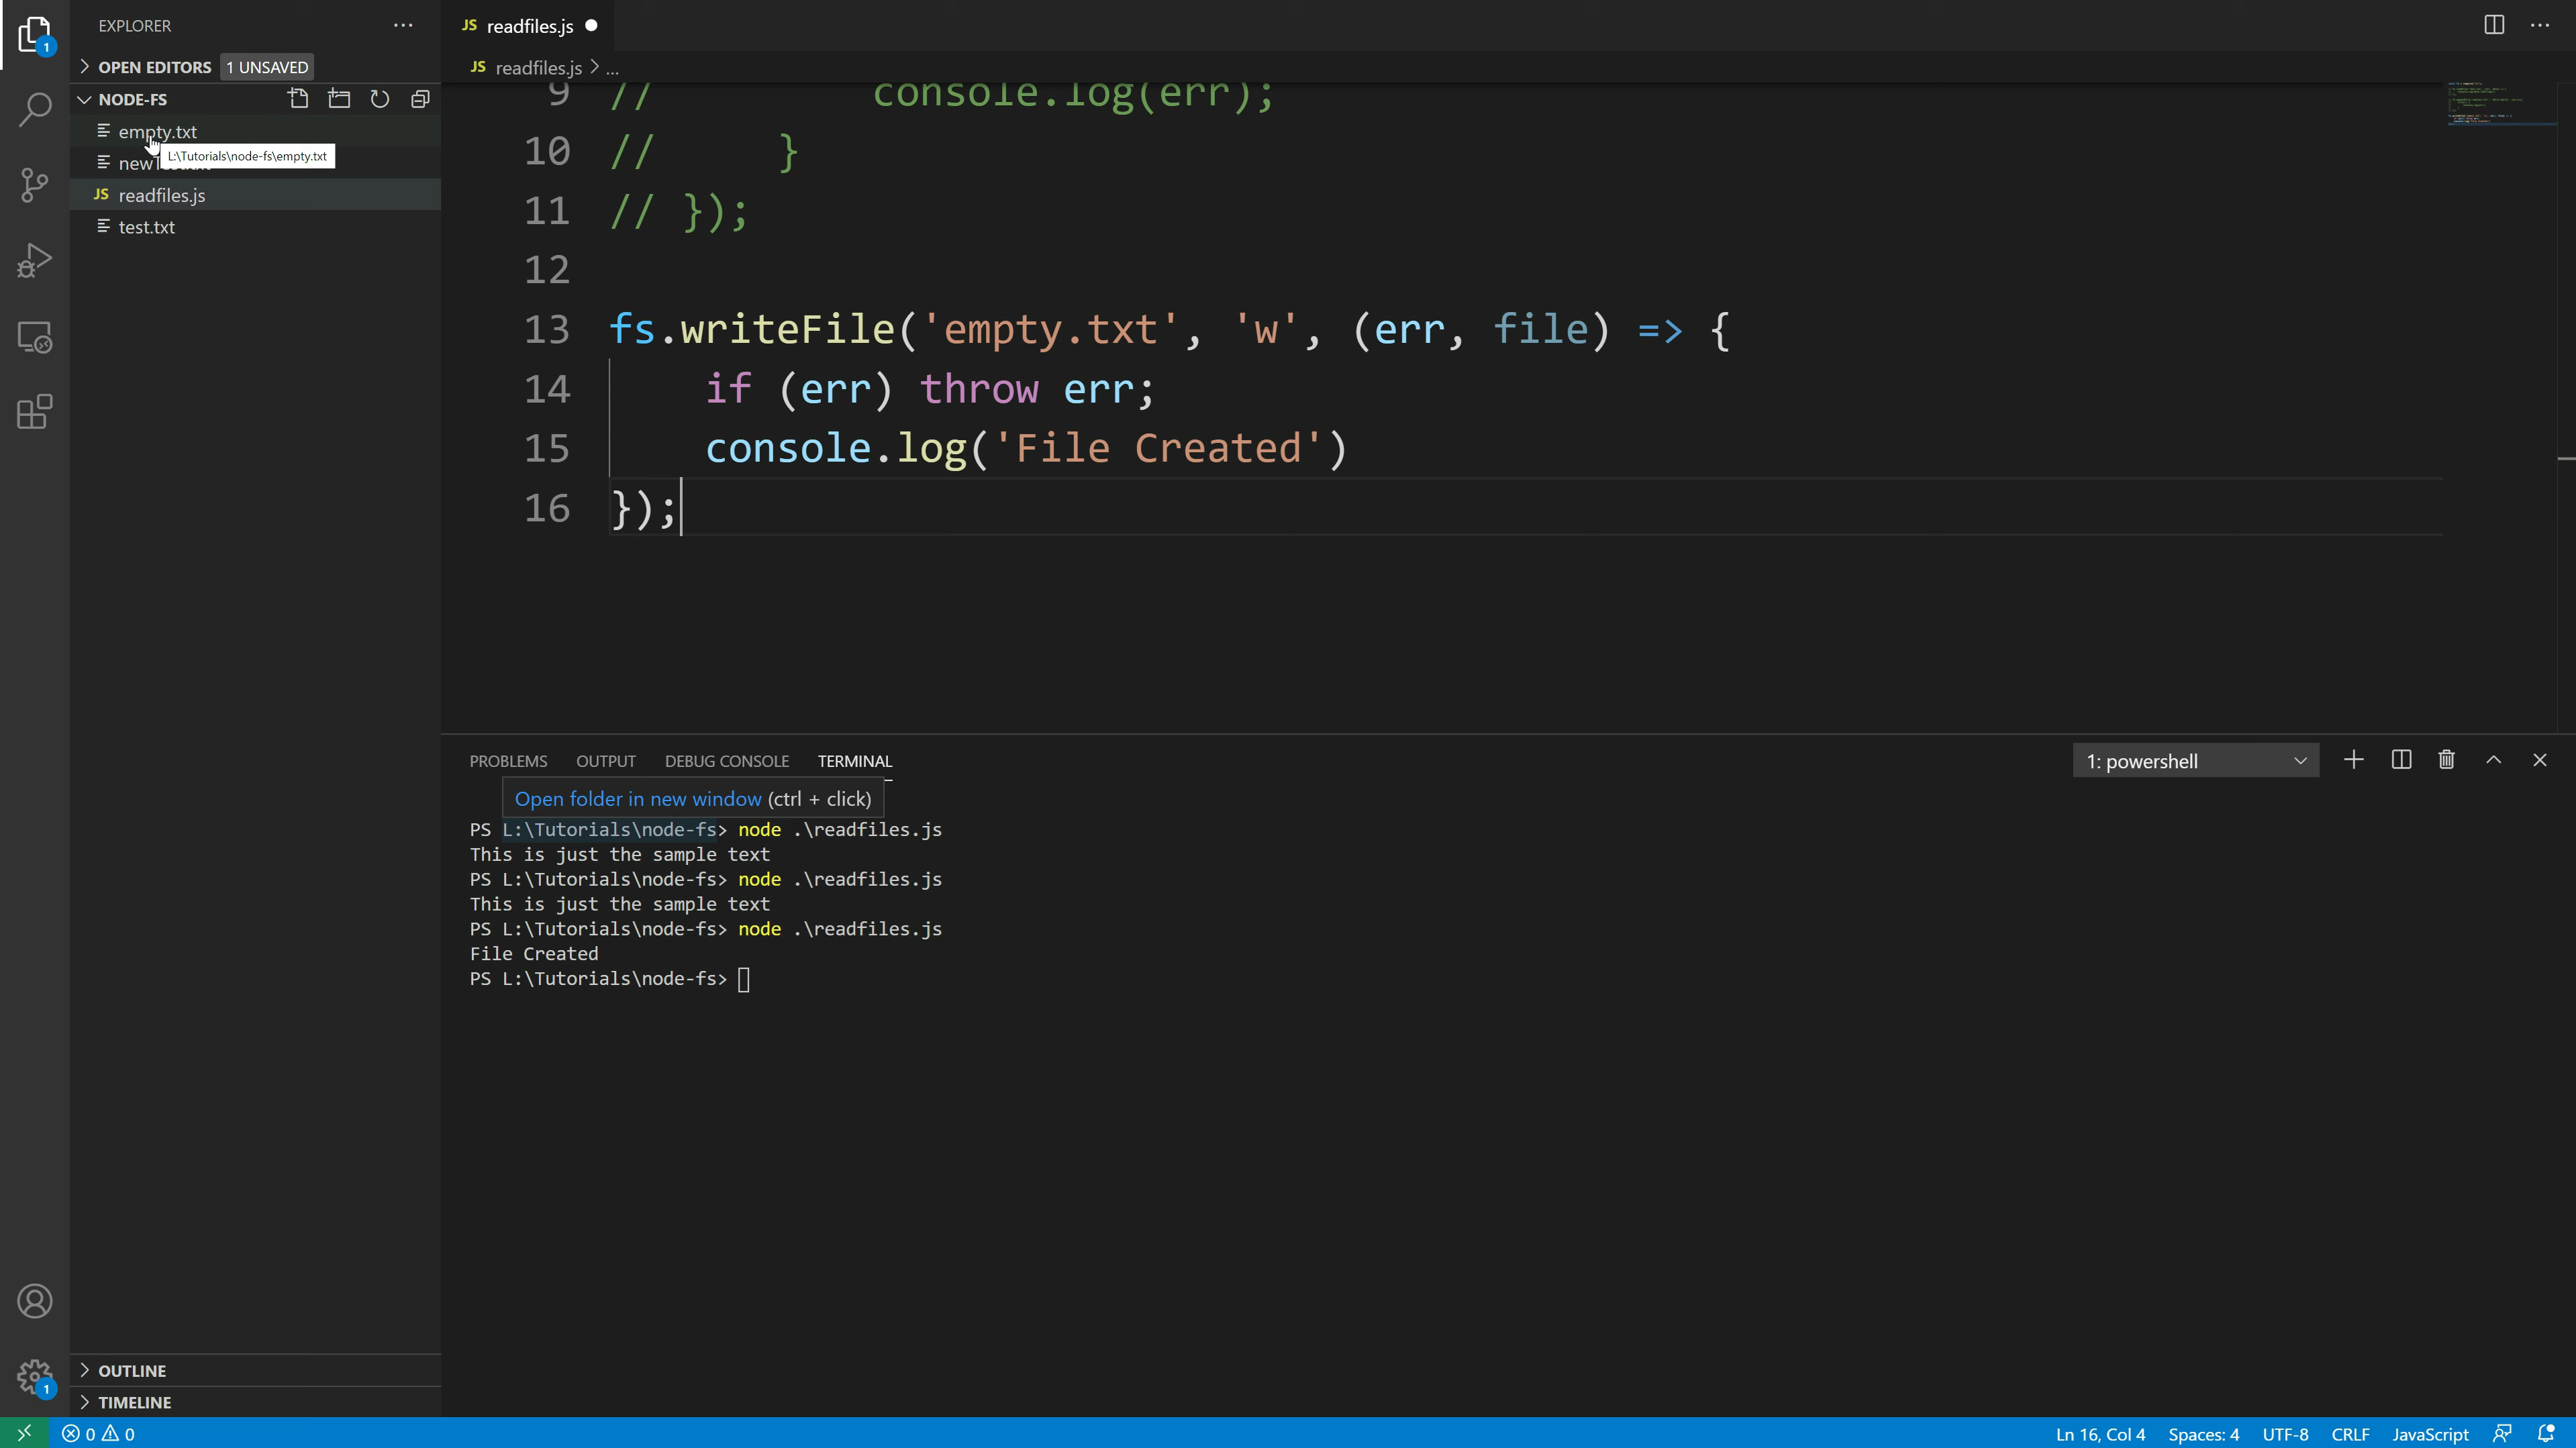 1
EXPLORER
OPEN EDITORS 1 UNSAVED
NODE-FS
empty.txt
L:\Tutorials\node-fs\empty.txt
JS readfiles.js
test.txt
OUTLINE
TIMELINE
1
JS readfiles.js
JS readfiles.js > ...
9 // console.log(err);
10 // }
11 // });
12
13 fs.writeFile('empty.txt', 'w', (err, file) => {
14 if (err) throw err;
15 console.log('File Created')
16 });
PROBLEMS OUTPUT DEBUG CONSOLE TERMINAL 1: powershell
Open folder in new window (ctrl + click)
PS L:\Tutorials\node-fs> node .\readfiles.js
This is just the sample text
PS L:\Tutorials\node-fs> node .\readfiles.js
This is just the sample text
PS L:\Tutorials\node-fs> node .\readfiles.js
File Created
PS L:\Tutorials\node-fs>
0 0 Ln 16, Col 4 Spaces: 4 UTF-8 CRLF JavaScript